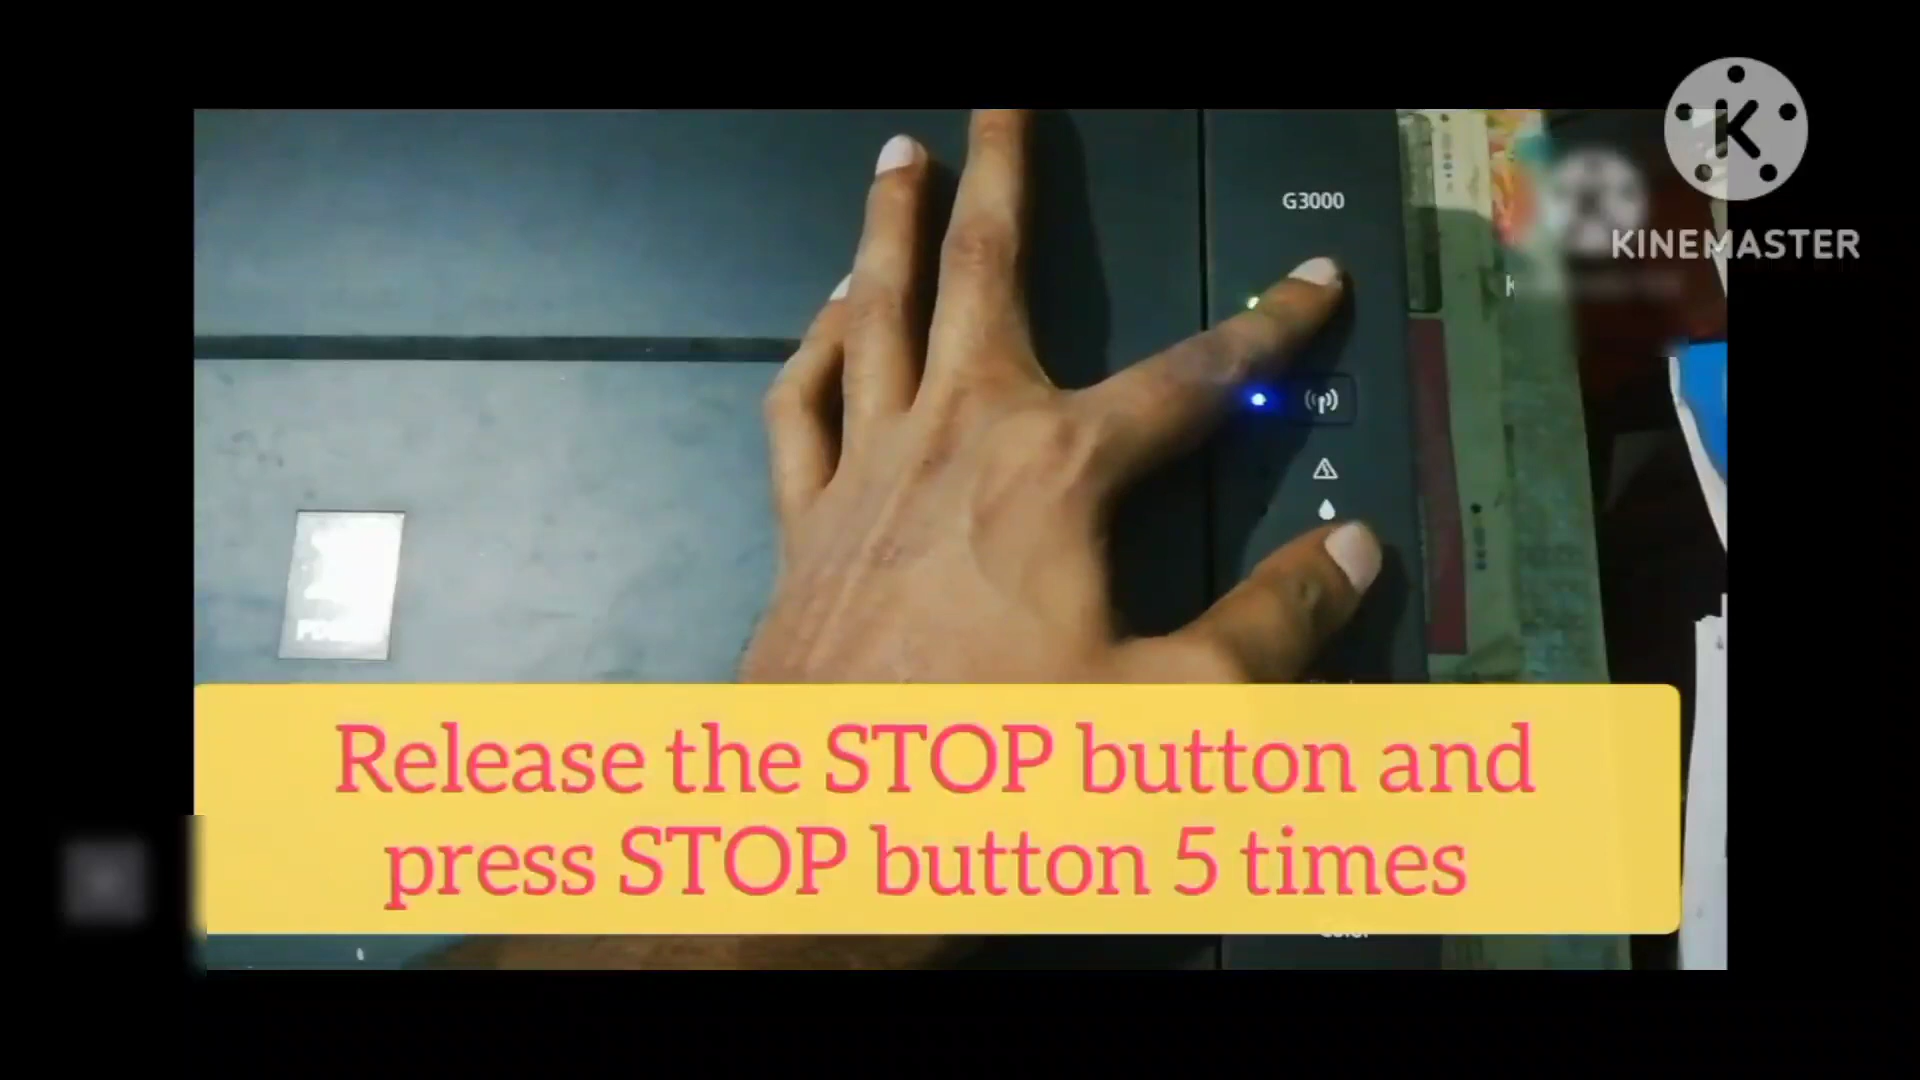 G3000
KINEMASTER
Release the STOP button and
press STOP button 5 times